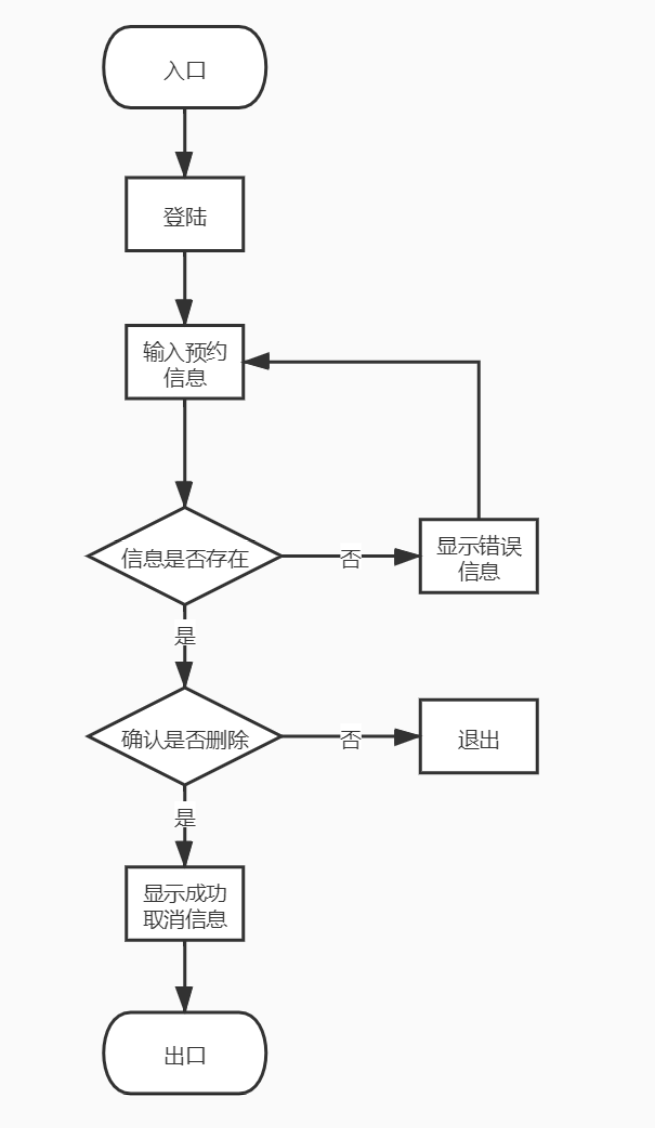 入口
登陆
输入预约
信息
信息是否存在
否
显示错误
信息
是
确认是否删除
否
退出
是
显示成功
取消信息
出口